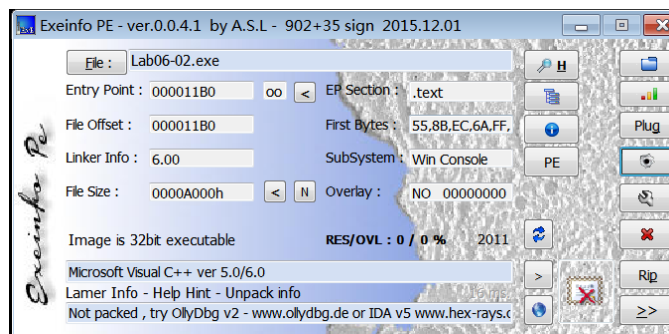 Exeinfo PE - ver.0.0.4.1 by A.S.L - 902+35 sign 2015.12.01
File : Lab06-02.exe H
Entry Point : 000011B0 oo < EP Section : .text
File Offset : 000011B0 First Bytes : 55,8B,EC,6A,FF, Plug
Linker Info : 6.00 SubSystem : Win Console PE
File Size : 0000A000h < N Overlay : NO 00000000
Image is 32bit executable RES/OVL : 0 / 0 % 2011
Microsoft Visual C++ ver 5.0/6.0 > Rip
Lamer Info - Help Hint - Unpack info
Not packed , try OllyDbg v2 - www.ollydbg.de or IDA v5 www.hex-rays.c >>
Exeinfo Pe